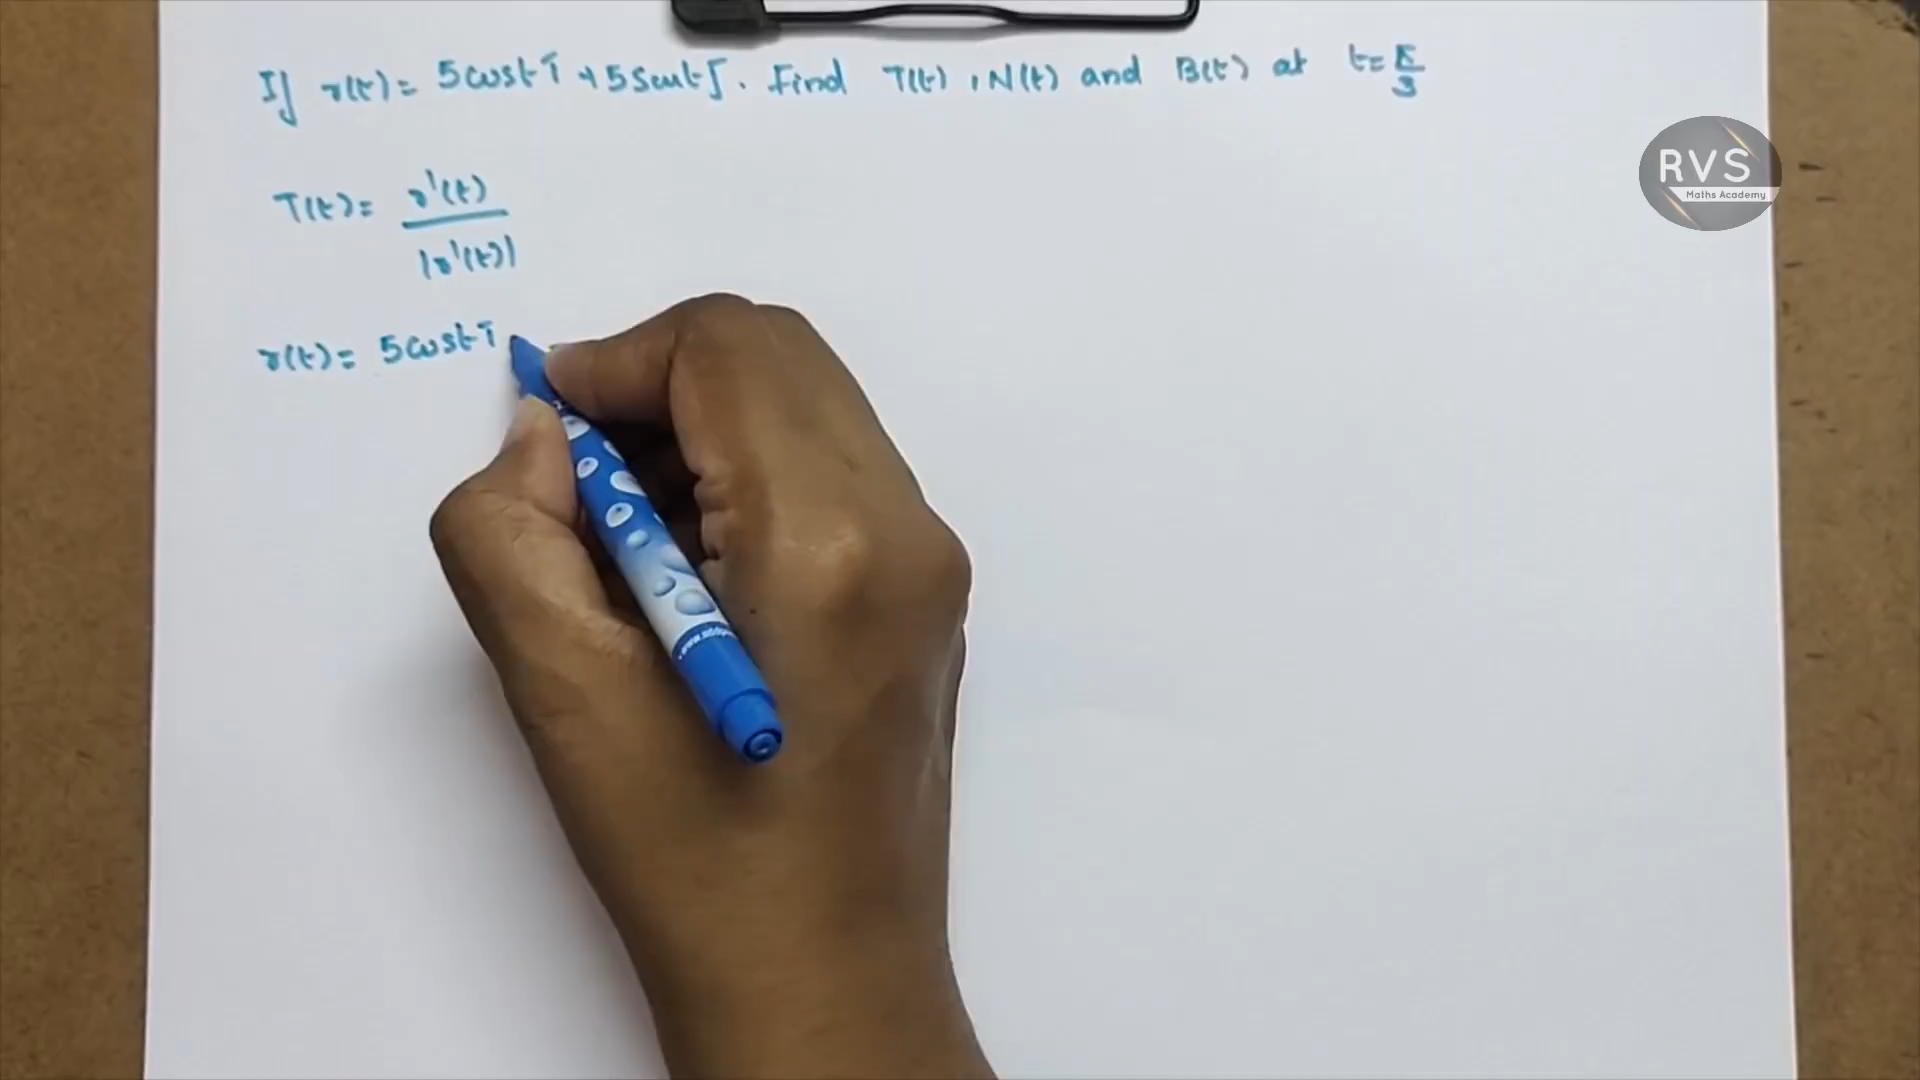 If r(t) = 5cost i + 5sint j. Find T(t), N(t) and B(t) at t = π/3
RVS
Maths Academy
T(t) = r'(t)
|r'(t)|
r(t) = 5cost i